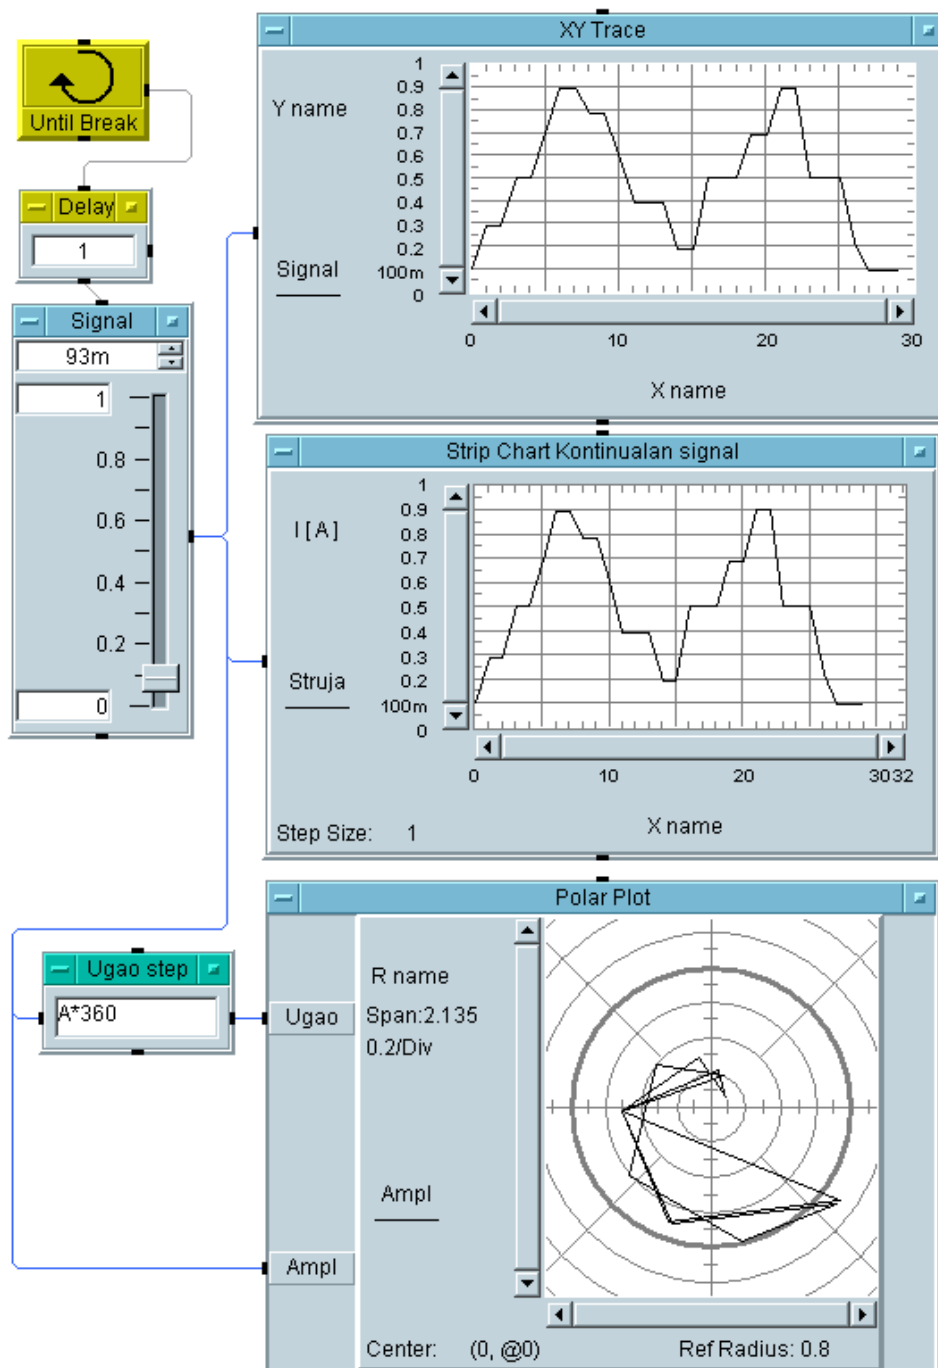 Until Break
Delay
1
Signal
93m
1
0.8
0.6
0.4
0.2
0
XY Trace
Y name
Signal
1
0.9
0.8
0.7
0.6
0.5
0.4
0.3
0.2
100m
0
0 10 20 30
X name
Strip Chart Kontinualan signal
I [ A ]
Struja
1
0.9
0.8
0.7
0.6
0.5
0.4
0.3
0.2
100m
0
0 10 20 3032
X name
Step Size: 1
Ugao step
A*360
Polar Plot
Ugao
Ampl
R name
Span:2.135
0.2/Div
Ampl
Center: (0, @0) Ref Radius: 0.8